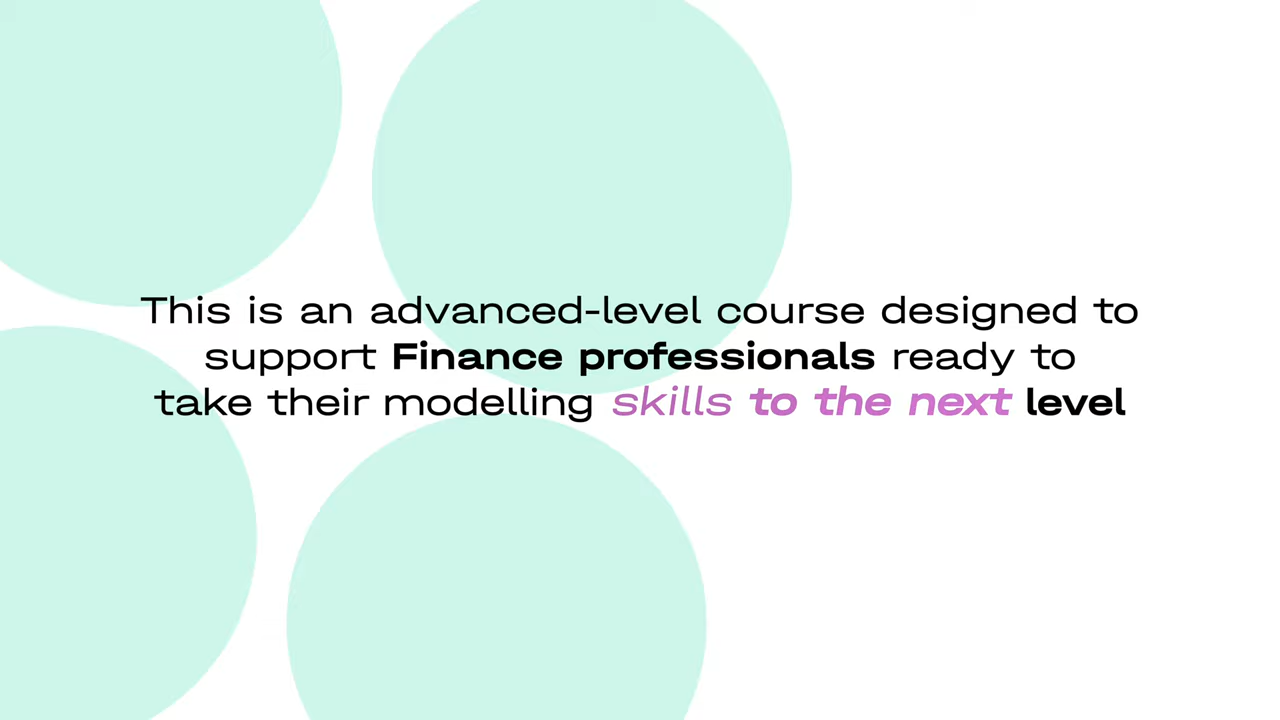 This is an advanced-level course designed to
support Finance professionals ready to
take their modelling skills to the next level